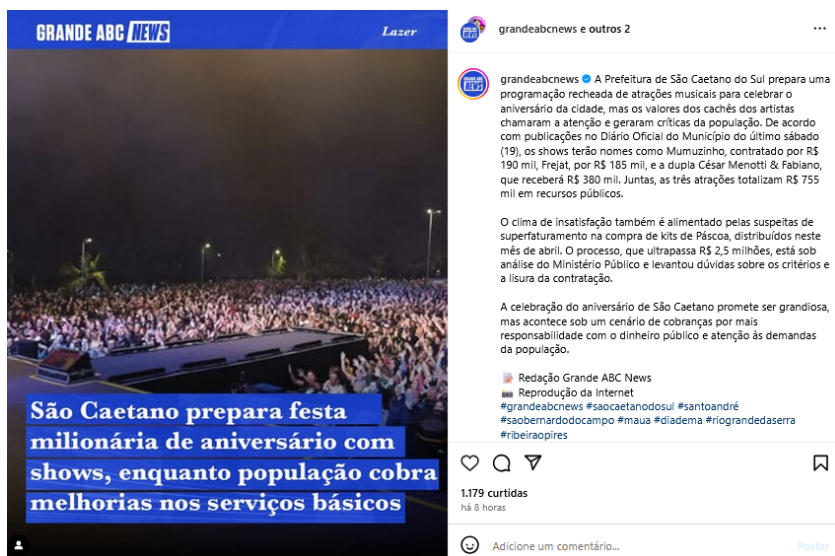 GRANDE ABC NEWS
Lazer
São Caetano prepara festa
milionária de aniversário com
shows, enquanto população cobra
melhorias nos serviços básicos
grandeabcnews e outros 2
grandeabcnews A Prefeitura de São Caetano do Sul prepara uma
programação recheada de atrações musicais para celebrar o
aniversário da cidade, mas os valores dos cachês dos artistas
chamaram a atenção e geraram críticas da população. De acordo
com publicações no Diário Oficial do Município do último sábado
(19), os shows terão nomes como Mumuzinho, contratado por R$
190 mil, Frejat, por R$ 185 mil, e a dupla César Menotti & Fabiano,
que receberá R$ 380 mil. Juntas, as três atrações totalizam R$ 755
mil em recursos públicos.
O clima de insatisfação também é alimentado pelas suspeitas de
superfaturamento na compra de kits de Páscoa, distribuídos neste
mês de abril. O processo, que ultrapassa R$ 2,5 milhões, está sob
análise do Ministério Público e levantou dúvidas sobre os critérios e
a lisura da contratação.
A celebração do aniversário de São Caetano promete ser grandiosa,
mas acontece sob um cenário de cobranças por mais
responsabilidade com o dinheiro público e atenção às demandas
da população.
📝 Redação Grande ABC News
📷 Reprodução da Internet
#grandeabcnews #saocaetanodosul #santoandré
#saobernardodocampo #maua #diadema #riograndedaserra
#ribeiraopires
1.179 curtidas
há 8 horas
Adicione um comentário...
Postar